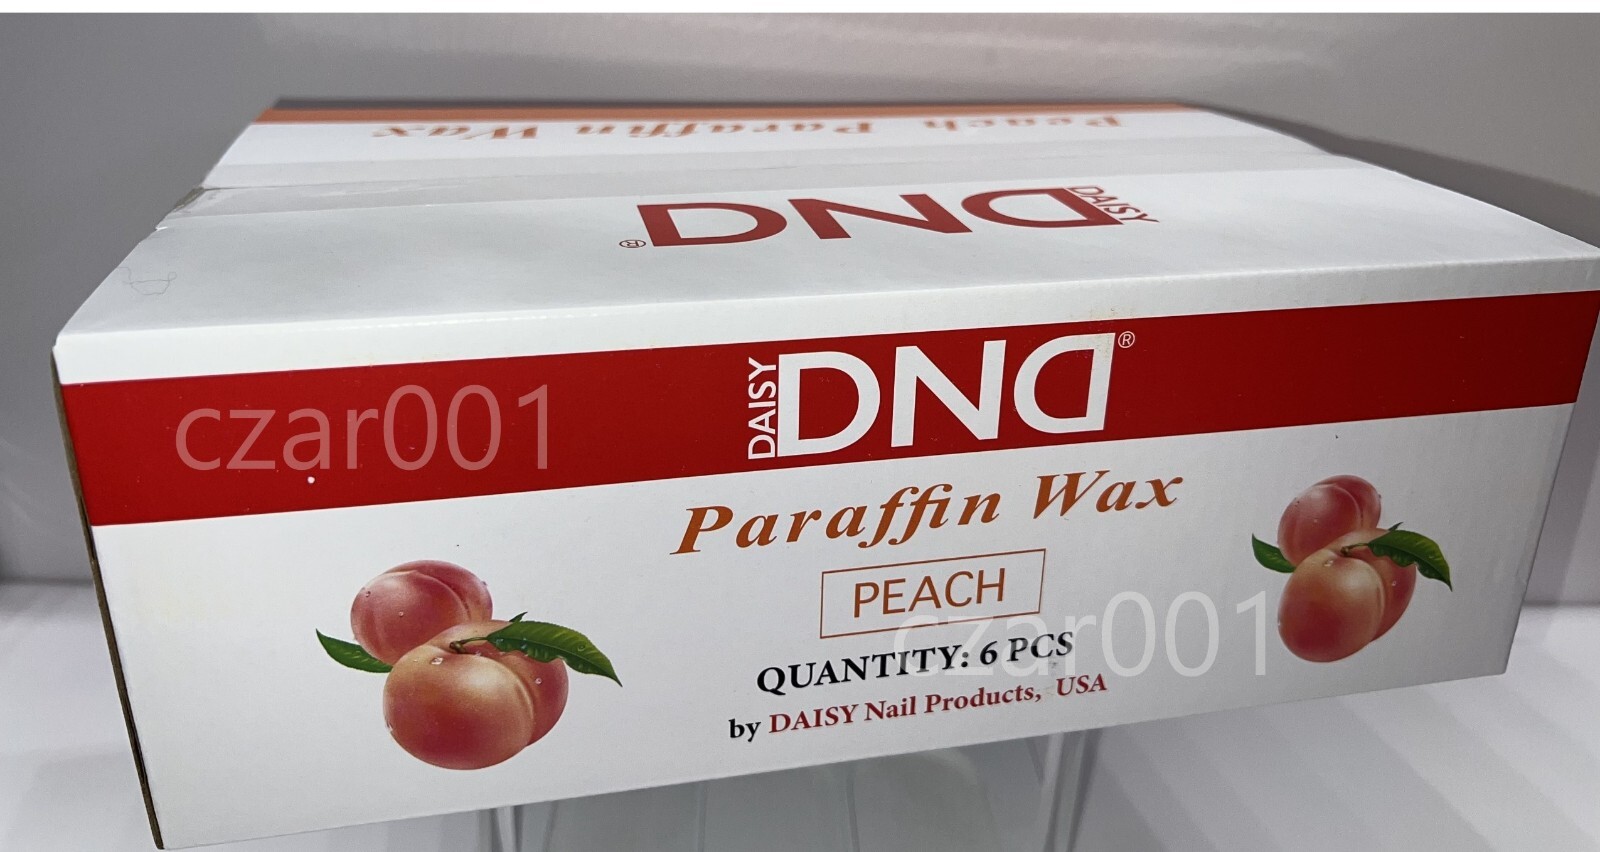 Peach Paraffin Wax
DAISY
DND®
DAISY
DND®
czar001
Paraffin Wax
PEACH
czar001
QUANTITY: 6 PCS
by DAISY Nail Products, USA